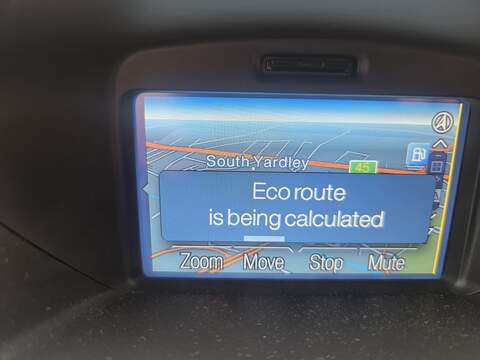 South Yardley
45
Eco route
is being calculated
Zoom Move Stop Mute